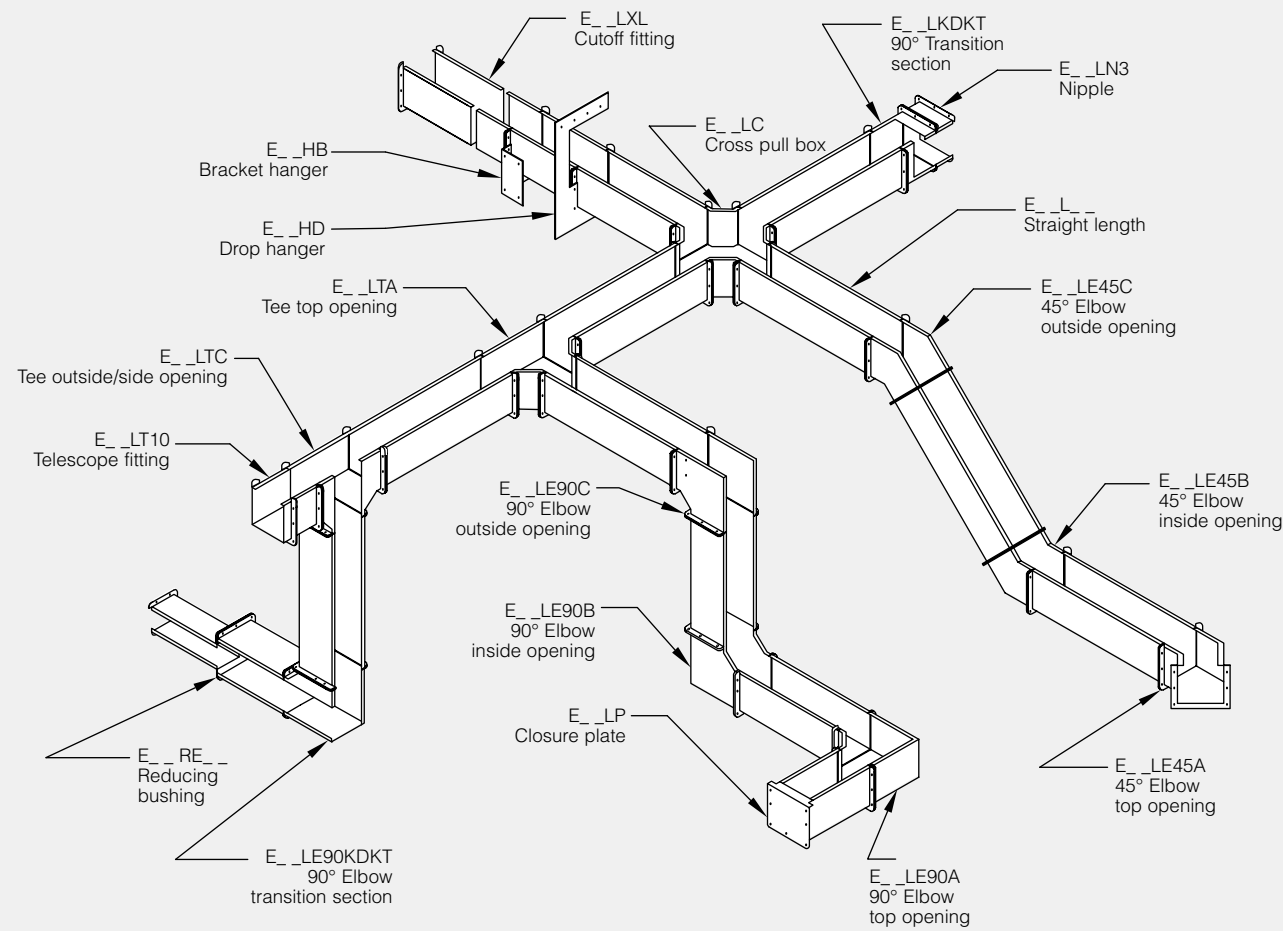 E_ _LXL
Cutoff fitting
E_ _LKDKT
90° Transition
section
E_ _LN3
Nipple
E_ _LC
Cross pull box
E_ _HB
Bracket hanger
E_ _L_ _
Straight length
E_ _HD
Drop hanger
E_ _LTA
Tee top opening
E_ _LE45C
45° Elbow
outside opening
E_ _LTC
Tee outside/side opening
E_ _LT10
Telescope fitting
E_ _LE90C
90° Elbow
outside opening
E_ _LE45B
45° Elbow
inside opening
E_ _LE90B
90° Elbow
inside opening
E_ _LP
Closure plate
E_ _ RE_ _
Reducing
bushing
E_ _LE45A
45° Elbow
top opening
E_ _LE90KDKT
90° Elbow
transition section
E_ _LE90A
90° Elbow
top opening